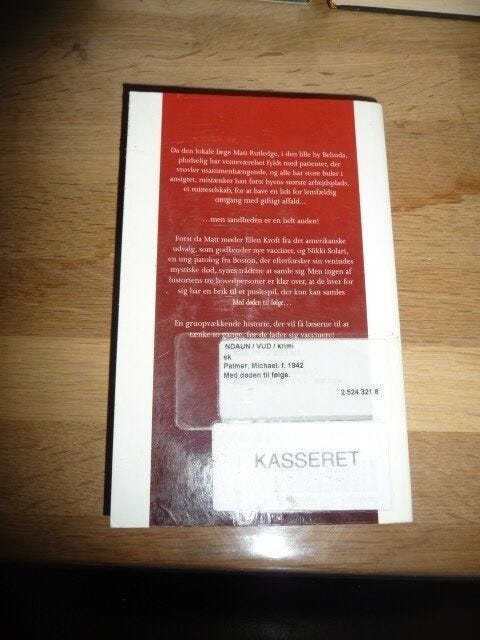 Da den lokale læge Matt Rutledge, i den lille by Belinda,
pludselig har venteværelset fyldt med patienter, der
vrøvler usammenhængende, og alle har store buler i
ansigtet, mistænker han først byens største arbejdsplads,
et mineselskab, for at have en lidt for lemfældig
omgang med giftigt affald...
...men sandheden er en helt anden!
Først da Matt møder Ellen Kroft fra det amerikanske
udvalg, som godkender nye vacciner, og Nikki Solari,
en ung patolog fra Boston, der efterforsker sin venindes
mystiske død, synes trådene at samle sig. Men ingen af
historiens tre hovedpersoner er klar over, at de hver for
sig har en brik til et puslespil, der kun kan samles
Med døden til følge...
En gruopvækkende historie, der vil få læserne til at
tænke to gange, før de lader sig vaccinere!
NDAUN / VUD / krimi
sk
Palmer, Michael. f. 1942
Med døden til følge.
2 524 321 8
KASSERET